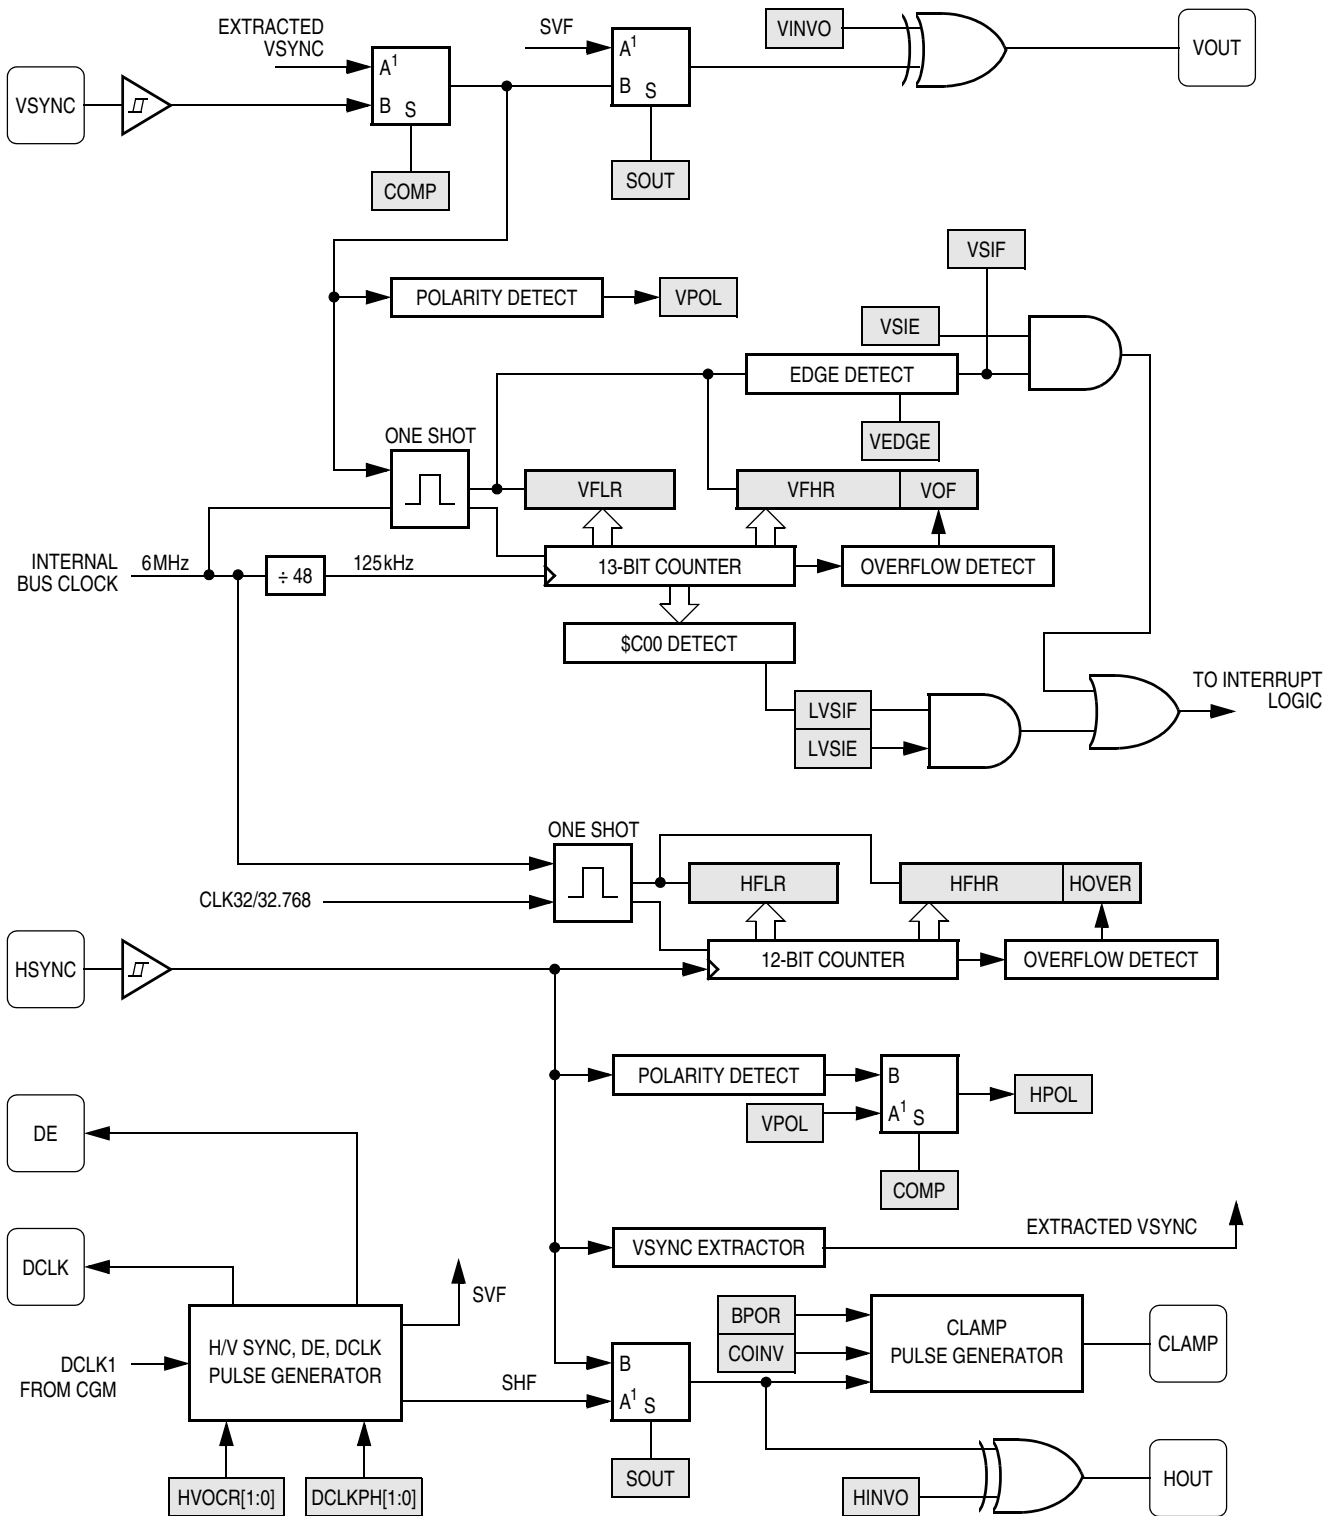 EXTRACTED
VSYNC
SVF
VINVO
VOUT
VSYNC
A1
B S
A1
B S
COMP
SOUT
VSIF
POLARITY DETECT
VPOL
VSIE
EDGE DETECT
VEDGE
ONE SHOT
VFLR
VFHR
VOF
INTERNAL
BUS CLOCK
6MHz
÷ 48
125kHz
13-BIT COUNTER
OVERFLOW DETECT
$C00 DETECT
LVSIF
LVSIE
TO INTERRUPT
LOGIC
ONE SHOT
CLK32/32.768
HFLR
HFHR
HOVER
HSYNC
12-BIT COUNTER
OVERFLOW DETECT
POLARITY DETECT
B
A1 S
HPOL
VPOL
COMP
DE
VSYNC EXTRACTOR
EXTRACTED VSYNC
DCLK
SVF
H/V SYNC, DE, DCLK
PULSE GENERATOR
DCLK1
FROM CGM
SHF
B
A1 S
BPOR
COINV
CLAMP
PULSE GENERATOR
CLAMP
HVOCR[1:0]
DCLKPH[1:0]
SOUT
HINVO
HOUT